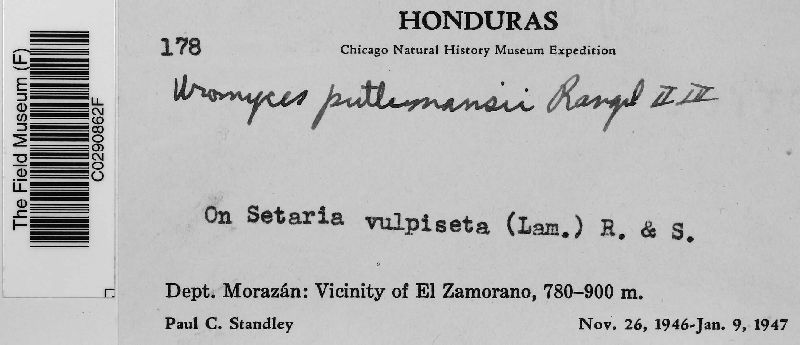 The Field Museum (F)
C0290862F
HONDURAS
178
Chicago Natural History Museum Expedition
Uromyces puttemansii Rangel II III
On Setaria vulpiseta (Lam.) R. & S.
Dept. Morazán: Vicinity of El Zamorano, 780–900 m.
Paul C. Standley
Nov. 26, 1946-Jan. 9, 1947